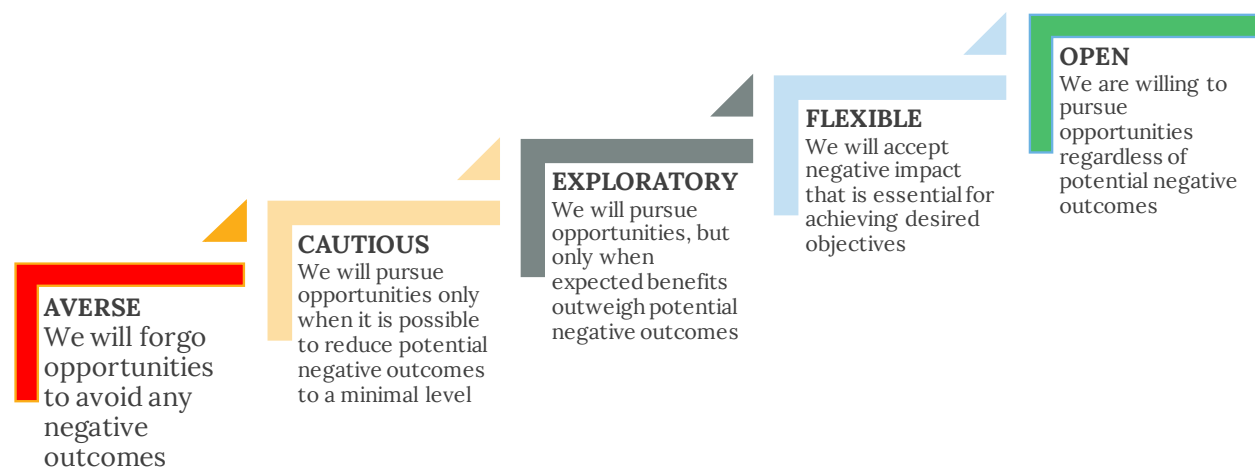 AVERSE
We will forgo
opportunities
to avoid any
negative
outcomes
CAUTIOUS
We will pursue
opportunities only
when it is possible
to reduce potential
negative outcomes
to a minimal level
EXPLORATORY
We will pursue
opportunities, but
only when
expected benefits
outweigh potential
negative outcomes
FLEXIBLE
We will accept
negative impact
that is essential for
achieving desired
objectives
OPEN
We are willing to
pursue
opportunities
regardless of
potential negative
outcomes